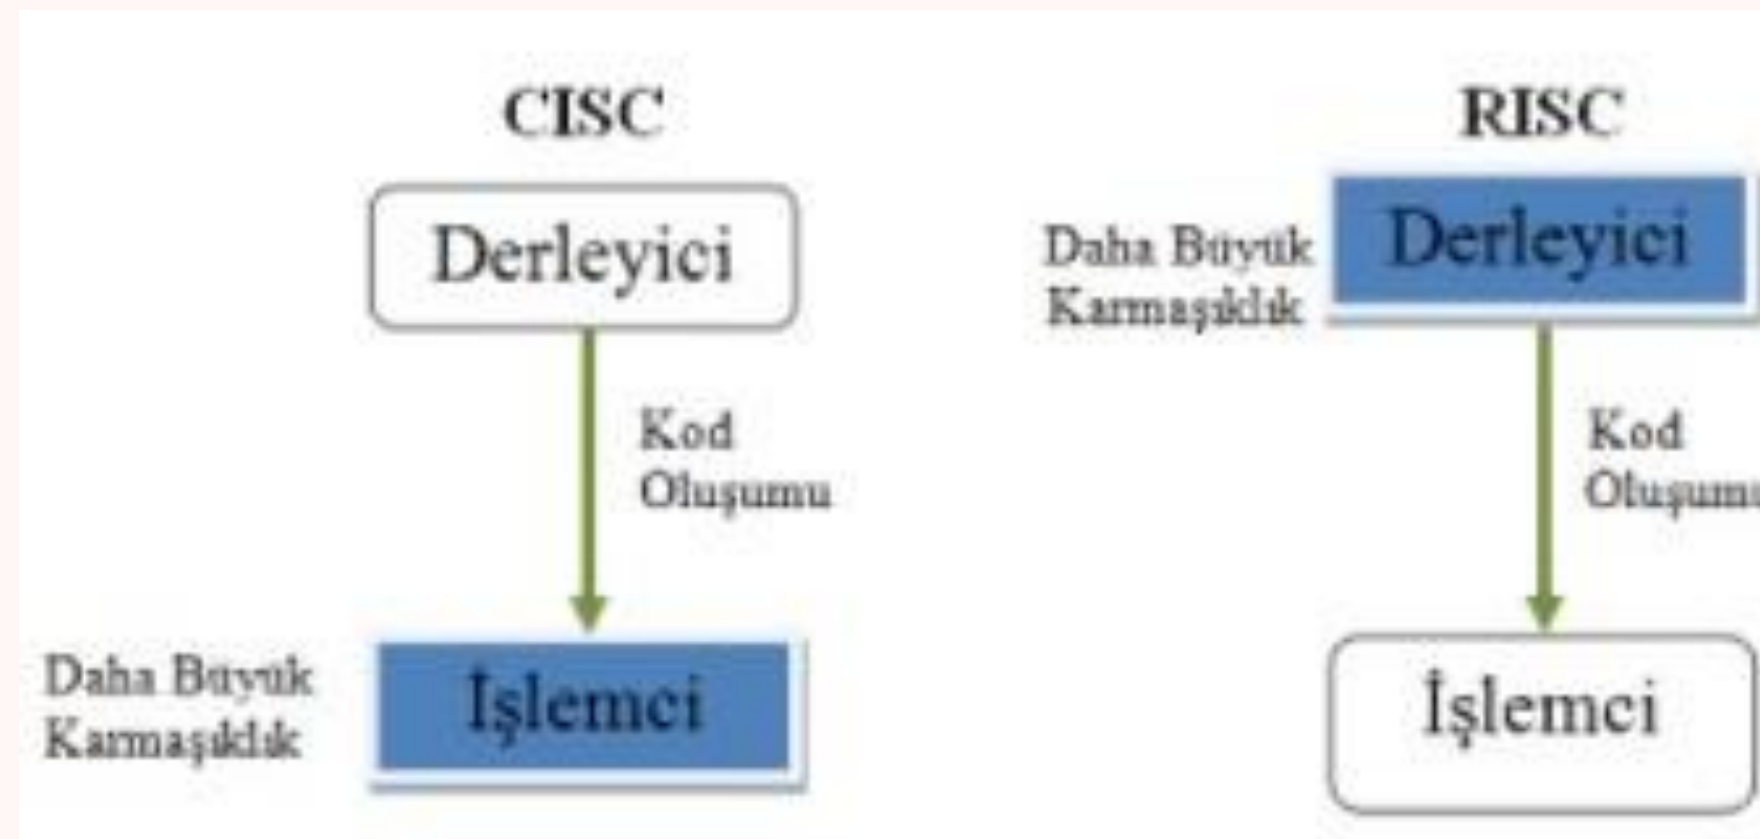 CISC
Derleyici
Kod
Oluşumu
Daha Büyük
Karmaşıklık
İşlemci
RISC
Daha Büyük
Karmaşıklık
Derleyici
Kod
Oluşumu
İşlemci